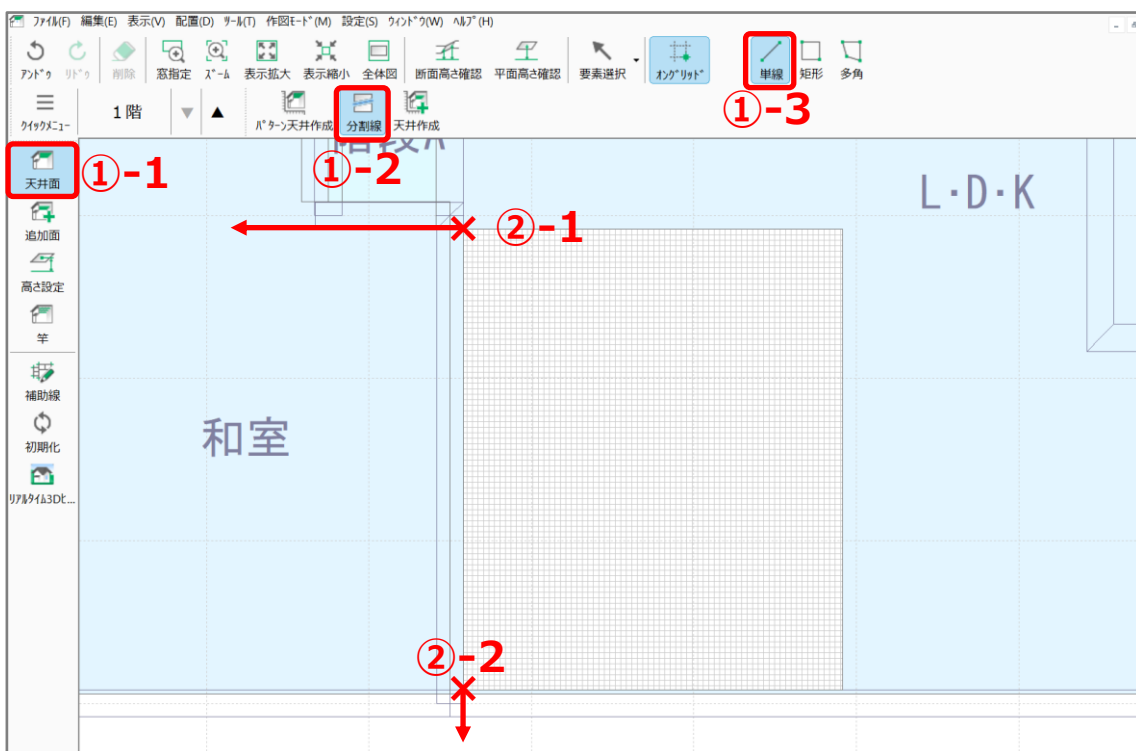 ファイル(F) 編集(E) 表示(V) 配置(D) ツール(T) 作図モード(M) 設定(S) ウィンドウ(W) ヘルプ(H)
アンドゥ リドゥ 削除 窓指定 ズーム 表示拡大 表示縮小 全体図 断面高さ確認 平面高さ確認 要素選択 オングリッド 単線 矩形 多角
①-3
クイックメニュー 1階 ▼ ▲ パターン天井作成 分割線 天井作成
天井面
①-1
階段A
①-2
L・D・K
追加面
②-1
高さ設定
竿
補助線
和室
初期化
リアルタイム3Dビ...
②-2